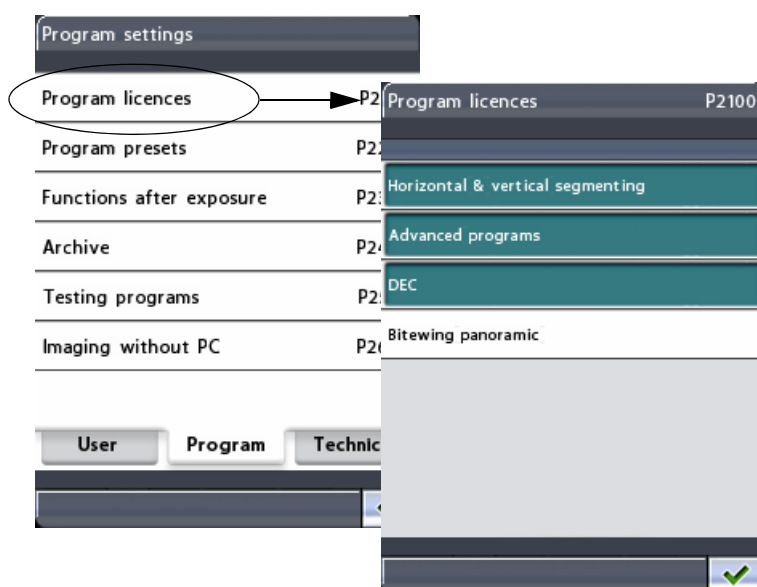 Program settings
Program licences
Program presets
Functions after exposure
Archive
Testing programs
Imaging without PC
User Program
Program licences P2100
Horizontal & vertical segmenting
Advanced programs
DEC
Bitewing panoramic